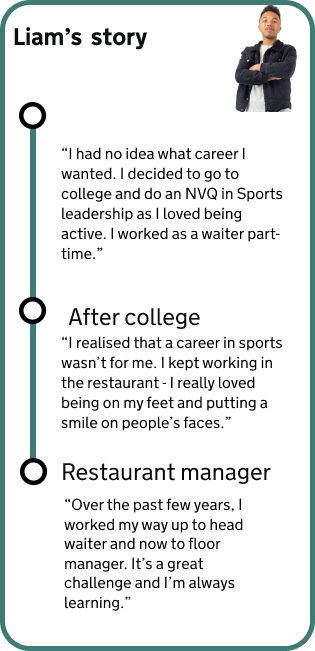 Liam's story
“I had no idea what career I
wanted. I decided to go to
college and do an NVQ in Sports
leadership as I loved being
active. I worked as a waiter part-
time.”
After college
“I realised that a career in sports
wasn't for me. I kept working in
the restaurant - I really loved
being on my feet and putting a
smile on people's faces.”
Restaurant manager
“Over the past few years, I
worked my way up to head
waiter and now to floor
manager. It's a great
challenge and I'm always
learning.”